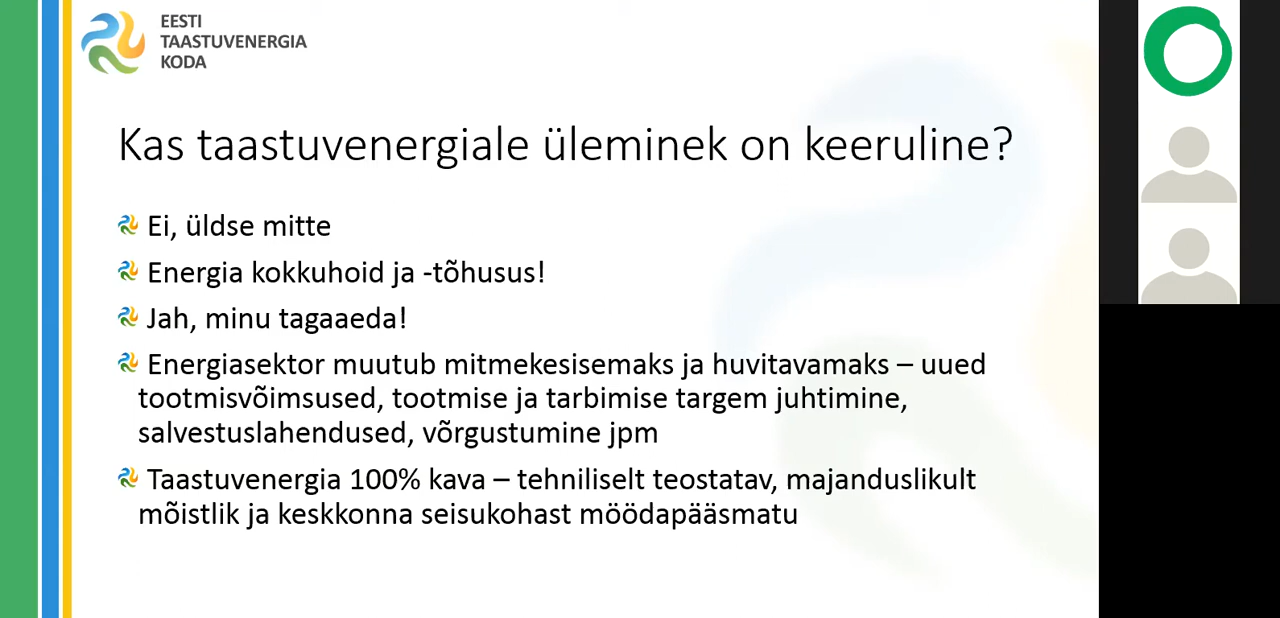 EESTI
TAASTUVENERGIA
KODA
Kas taastuvenergiale üleminek on keeruline?
Ei, üldse mitte
Energia kokkuhoid ja -tõhusus!
Jah, minu tagaaeda!
Energiasektor muutub mitmekesisemaks ja huvitavamaks – uued
tootmisvõimsused, tootmise ja tarbimise targem juhtimine,
salvestuslahendused, võrgustumine jpm
Taastuvenergia 100% kava – tehniliselt teostatav, majanduslikult
mõistlik ja keskkonna seisukohast möödapääsmatu